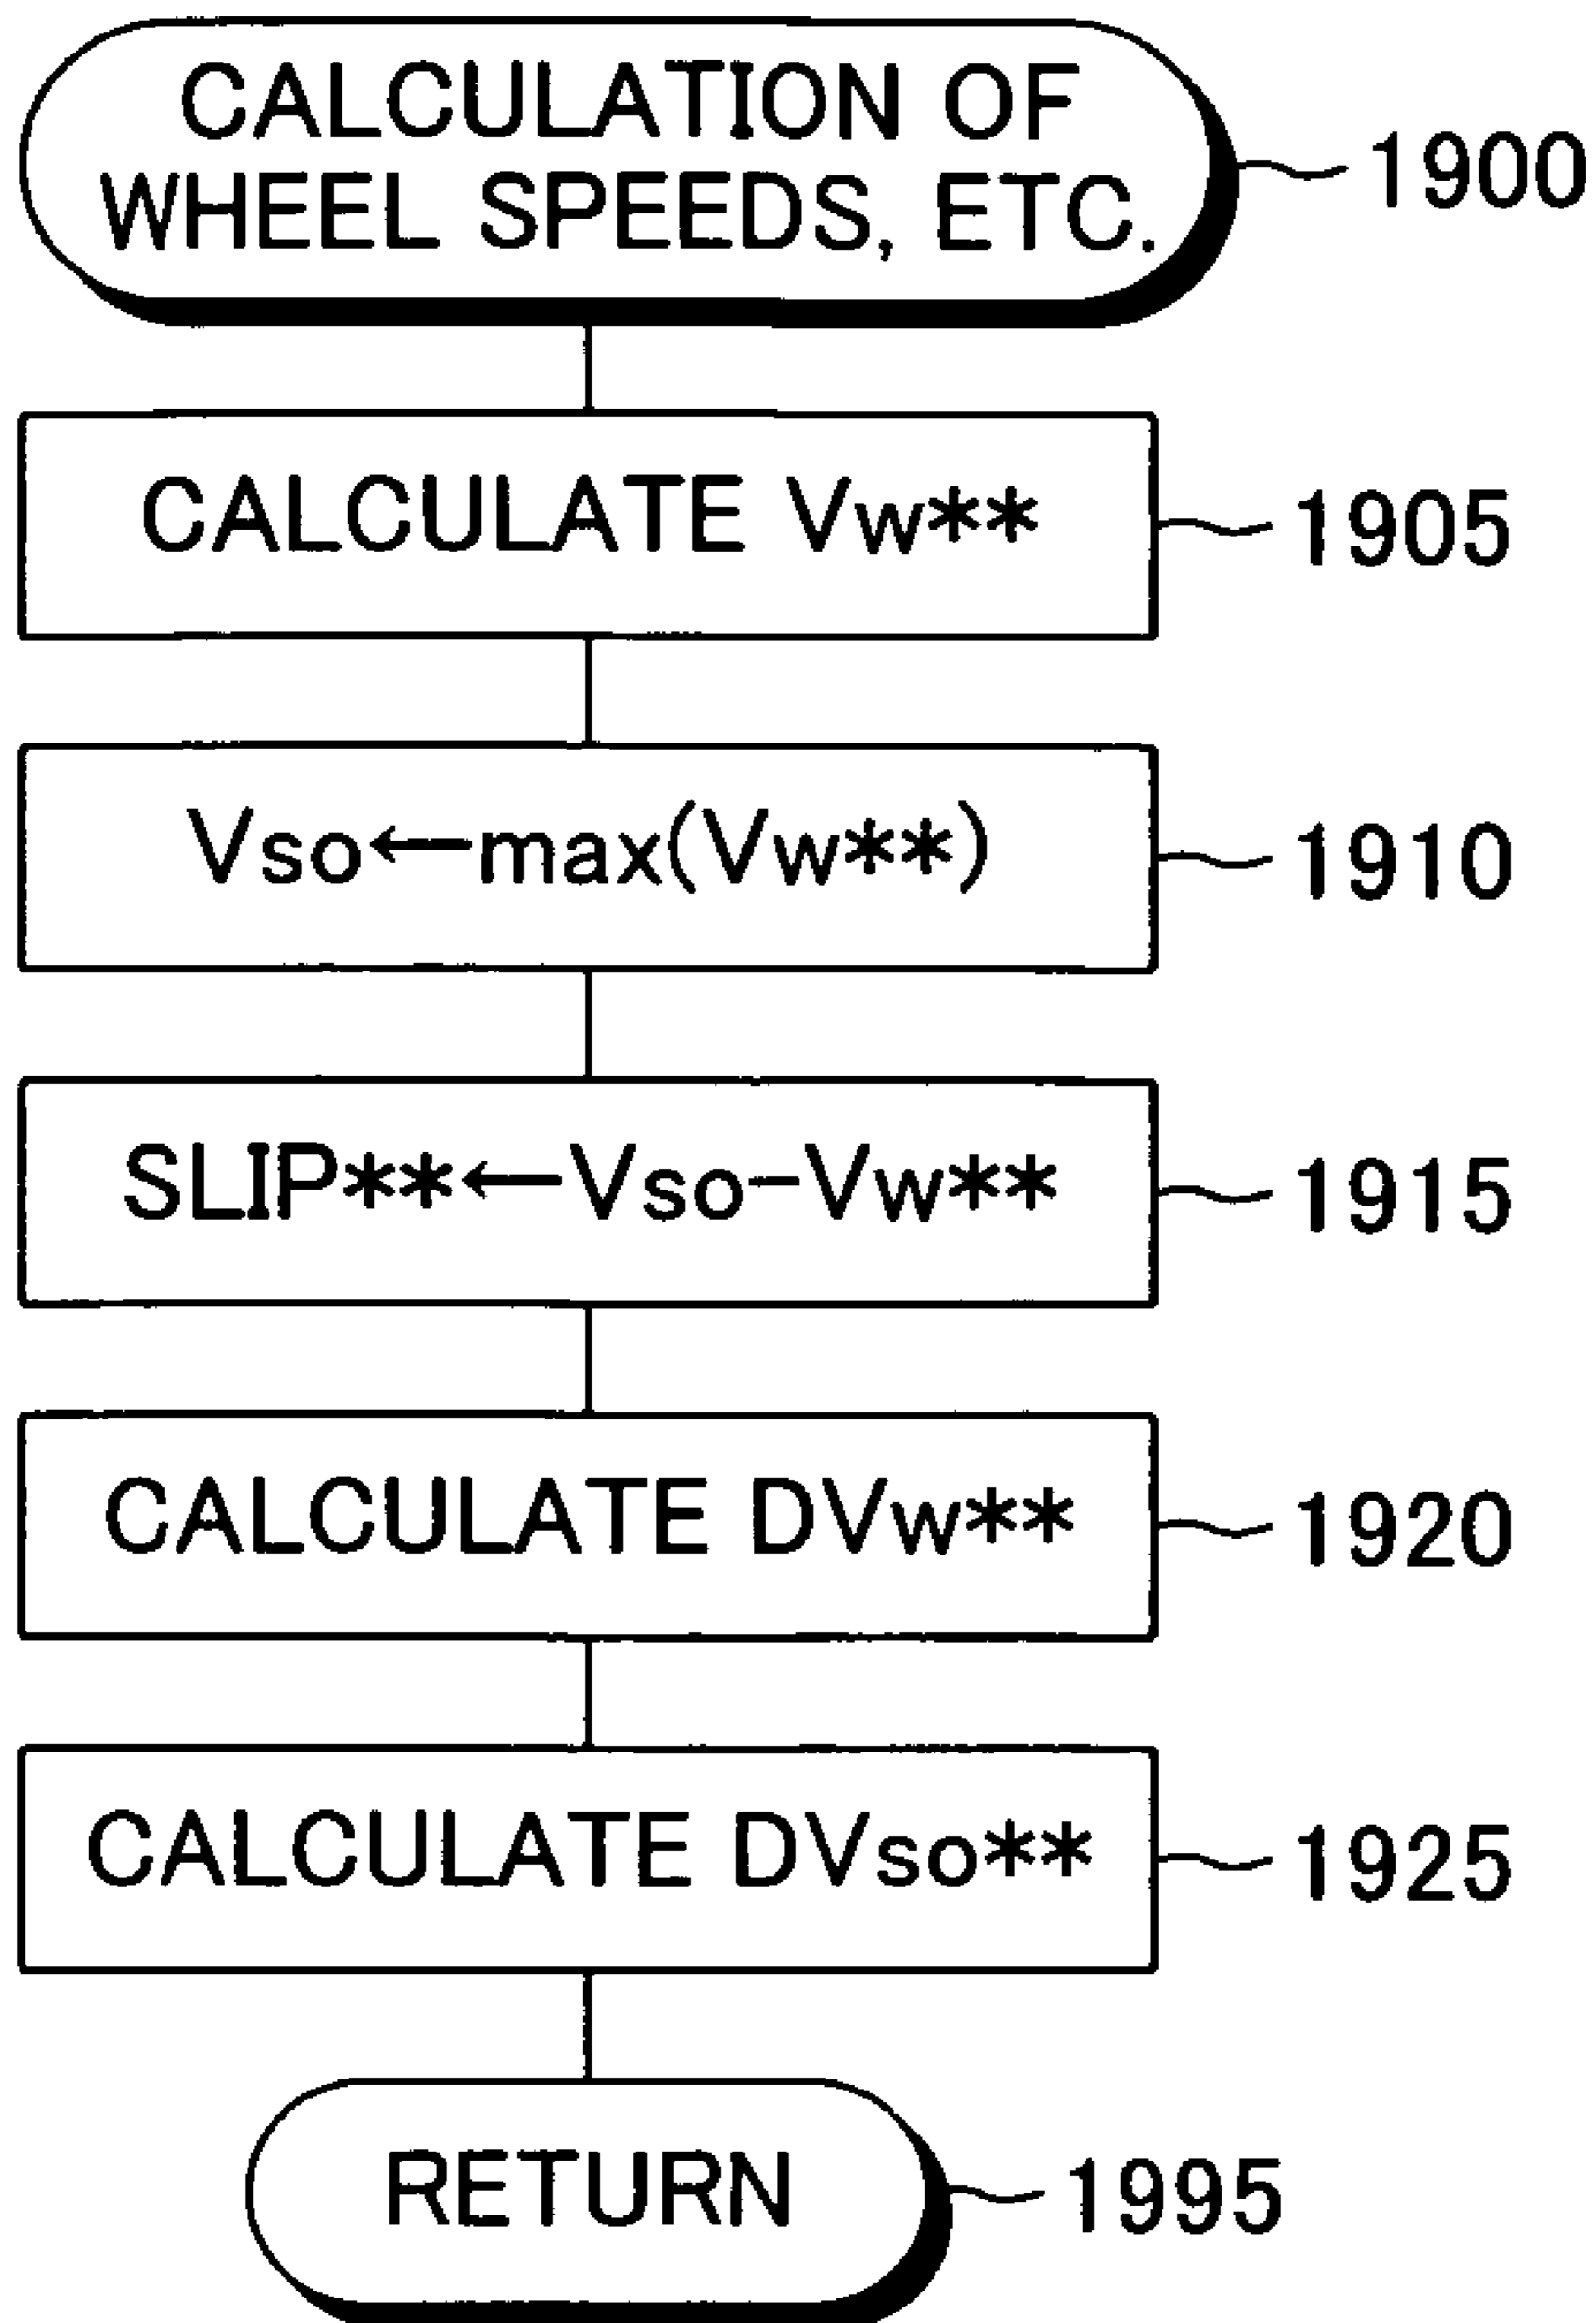 CALCULATION OF
WHEEL SPEEDS, ETC.
1900
CALCULATE Vw**
1905
Vso←max(Vw**)
1910
SLIP**←Vso-Vw**
1915
CALCULATE DVw**
1920
CALCULATE DVso**
1925
RETURN
1995